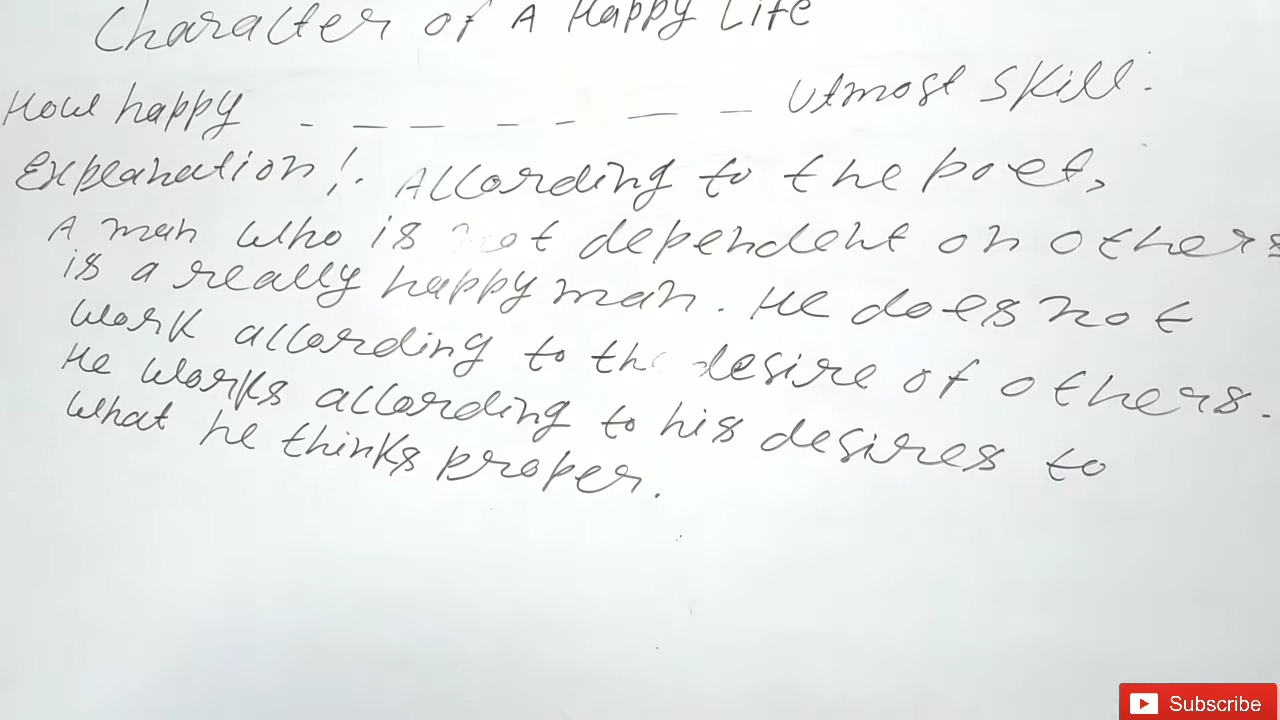 Character of A Happy Life
How happy _ _ _ _ _ _ _ Utmost Skill.
Explanation!. According to the poet,
A man who is not dependent on others
is a really happy man. He does not
work according to the desire of others.
He works according to his desires to
what he thinks proper.
Subscribe